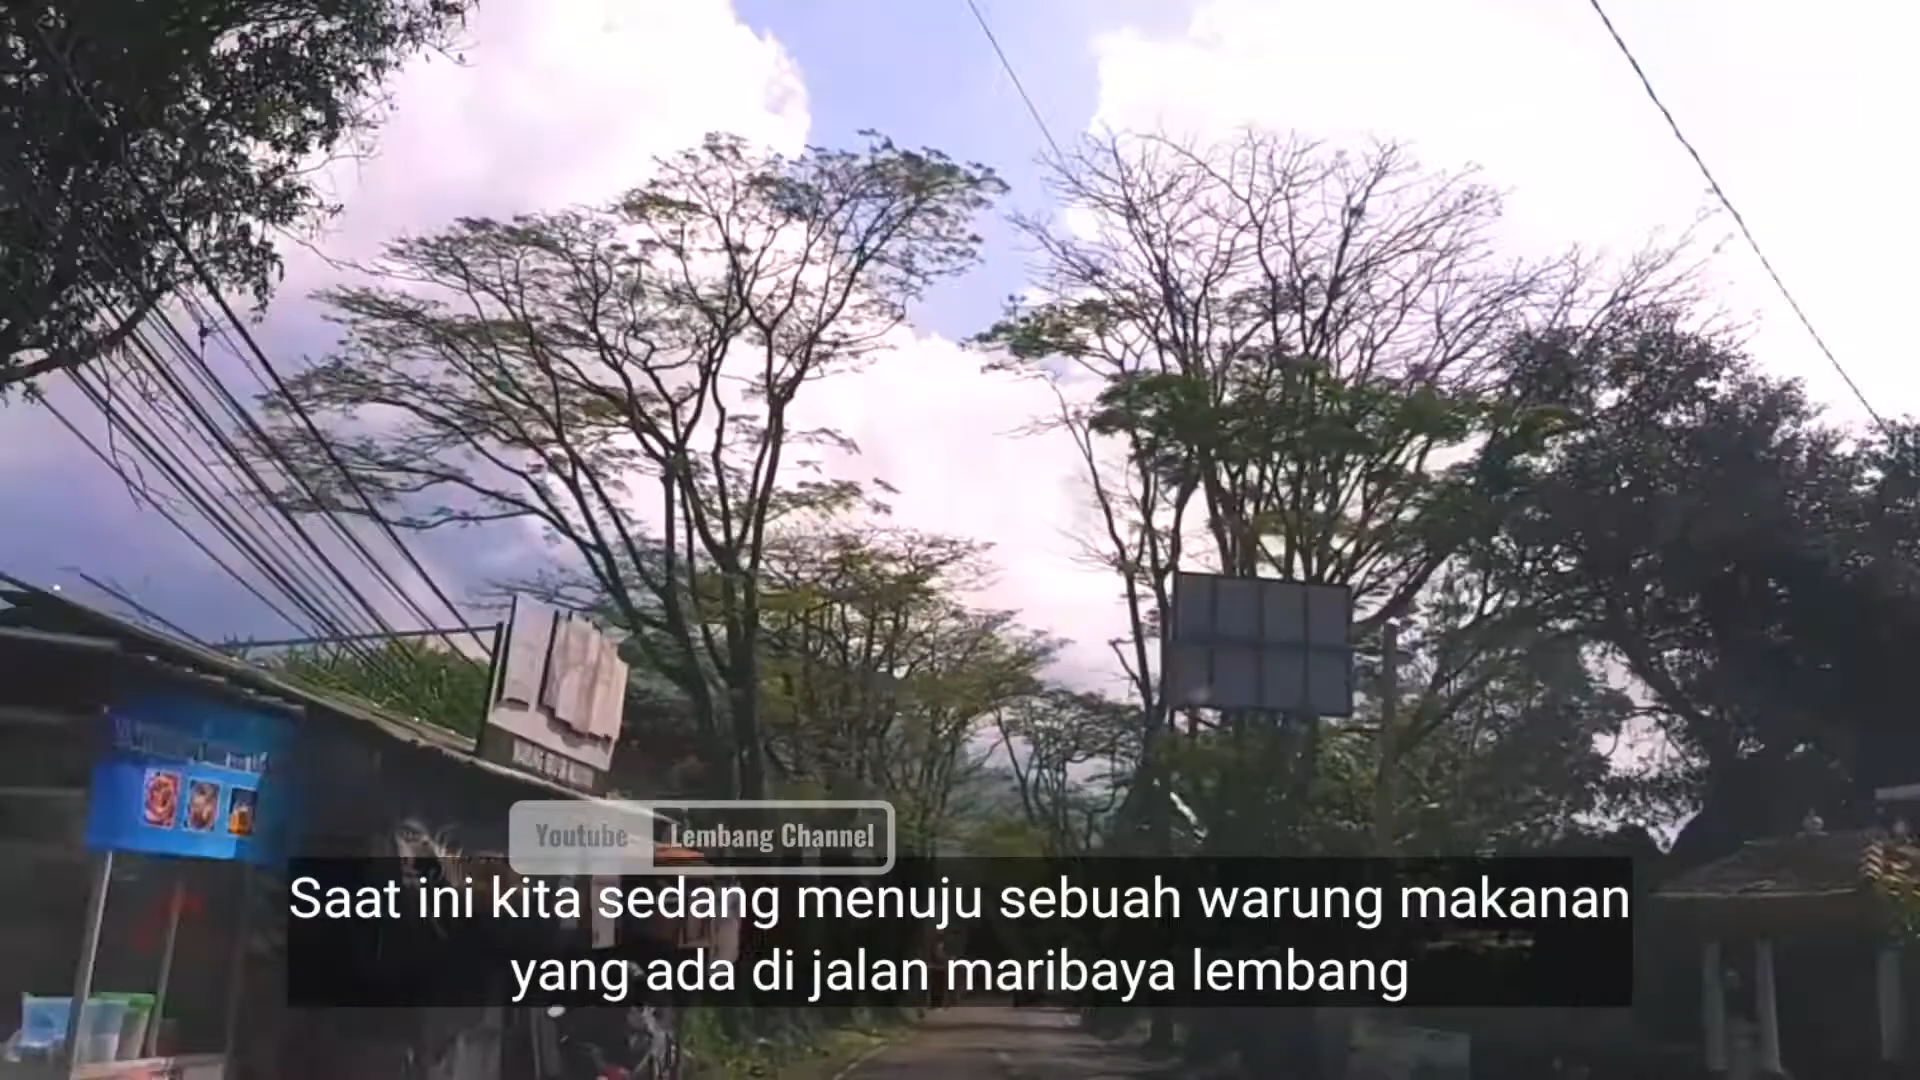 Youtube Lembang Channel
Saat ini kita sedang menuju sebuah warung makanan
yang ada di jalan maribaya lembang